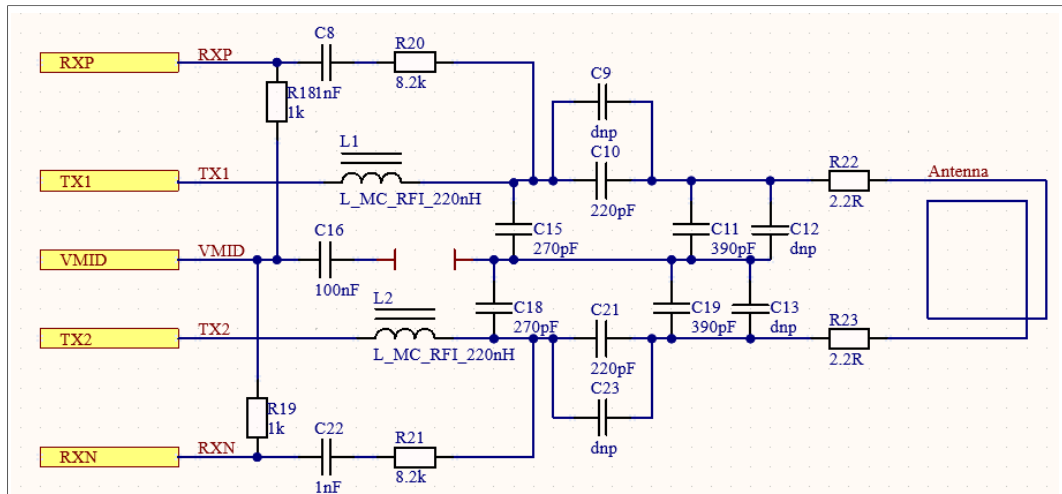 C8
RXP RXP R20
R18 1nF 8.2k C9
1k
L1 dnp
C10 R22
TX1 TX1 Antenna
L_MC_RFI_220nH 220pF 2.2R
C15 C11 C12
C16 270pF 390pF dnp
VMID VMID
100nF
L2 C18 C21 C19 C13
270pF 390pF dnp R23
TX2 TX2
L_MC_RFI_220nH 220pF 2.2R
C23
R19
1k C22 R21 dnp
RXN RXN
1nF 8.2k